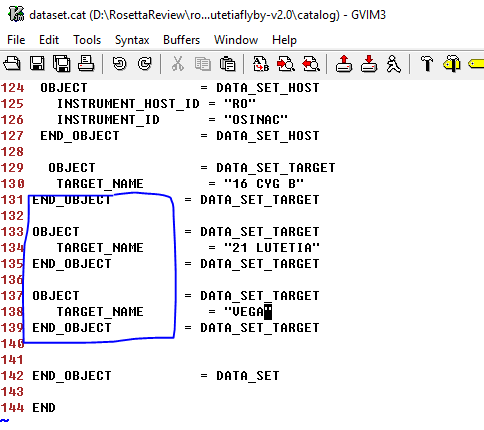 dataset.cat (D:\RosettaReview\ro...utetiaflyby-v2.0\catalog) - GVIM3
File Edit Tools Syntax Buffers Window Help
124 OBJECT = DATA_SET_HOST
125 INSTRUMENT_HOST_ID = "RO"
126 INSTRUMENT_ID = "OSINAC"
127 END_OBJECT = DATA_SET_HOST
128
129 OBJECT = DATA_SET_TARGET
130 TARGET_NAME = "16 CYG B"
131 END_OBJECT = DATA_SET_TARGET
132
133 OBJECT = DATA_SET_TARGET
134 TARGET_NAME = "21 LUTETIA"
135 END_OBJECT = DATA_SET_TARGET
136
137 OBJECT = DATA_SET_TARGET
138 TARGET_NAME = "VEGA"
139 END_OBJECT = DATA_SET_TARGET
140
141
142 END_OBJECT = DATA_SET
143
144 END
~